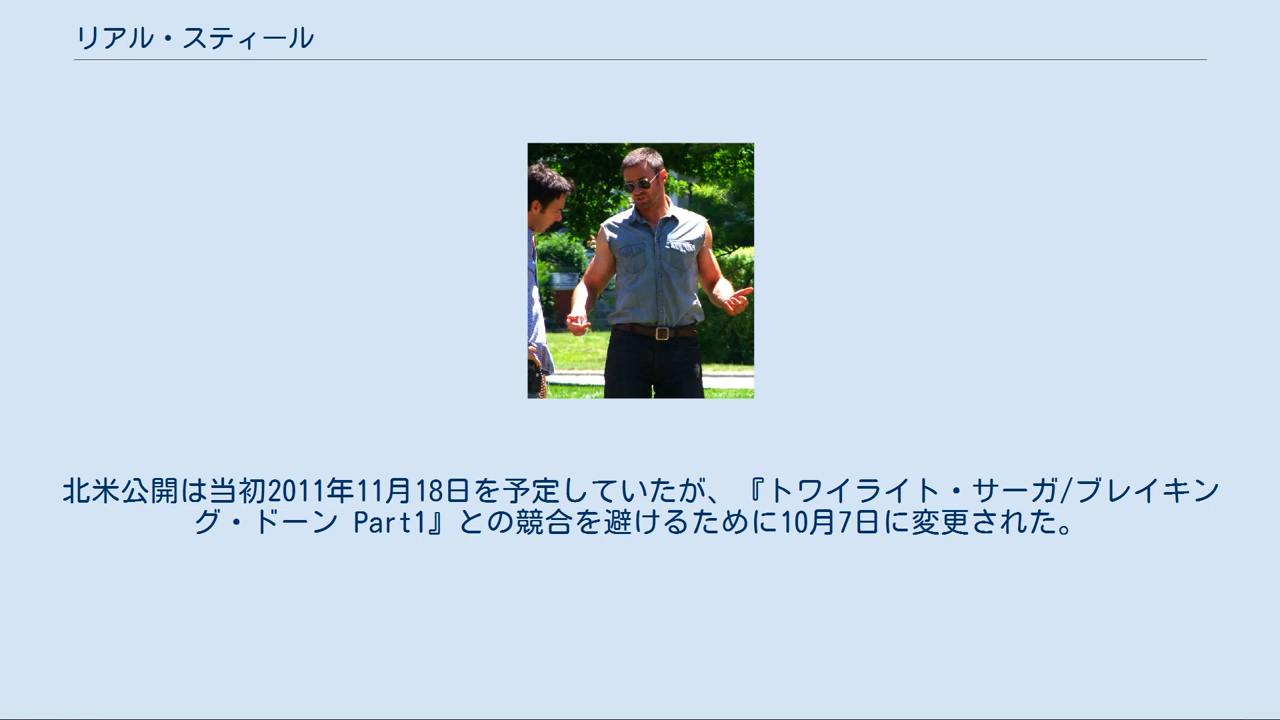 リアル・スティール
北米公開は当初2011年11月18日を予定していたが、『トワイライト・サーガ/ブレイキン
グ・ドーン Part1』との競合を避けるために10月7日に変更された。